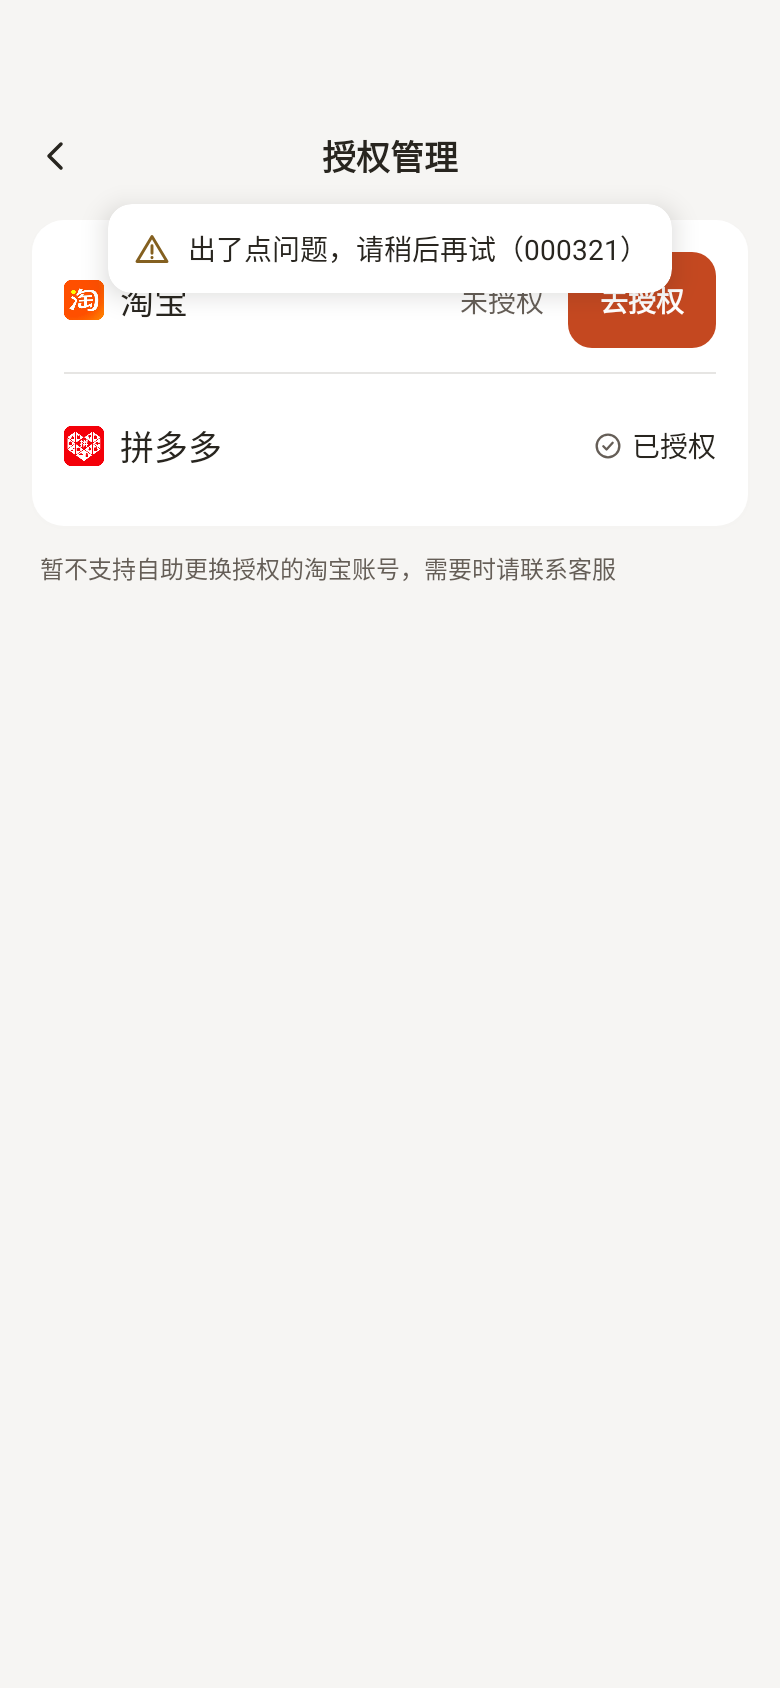 授权管理
出了点问题，请稍后再试（000321）
淘 淘宝 未授权 去授权
拼多多 已授权
暂不支持自助更换授权的淘宝账号，需要时请联系客服